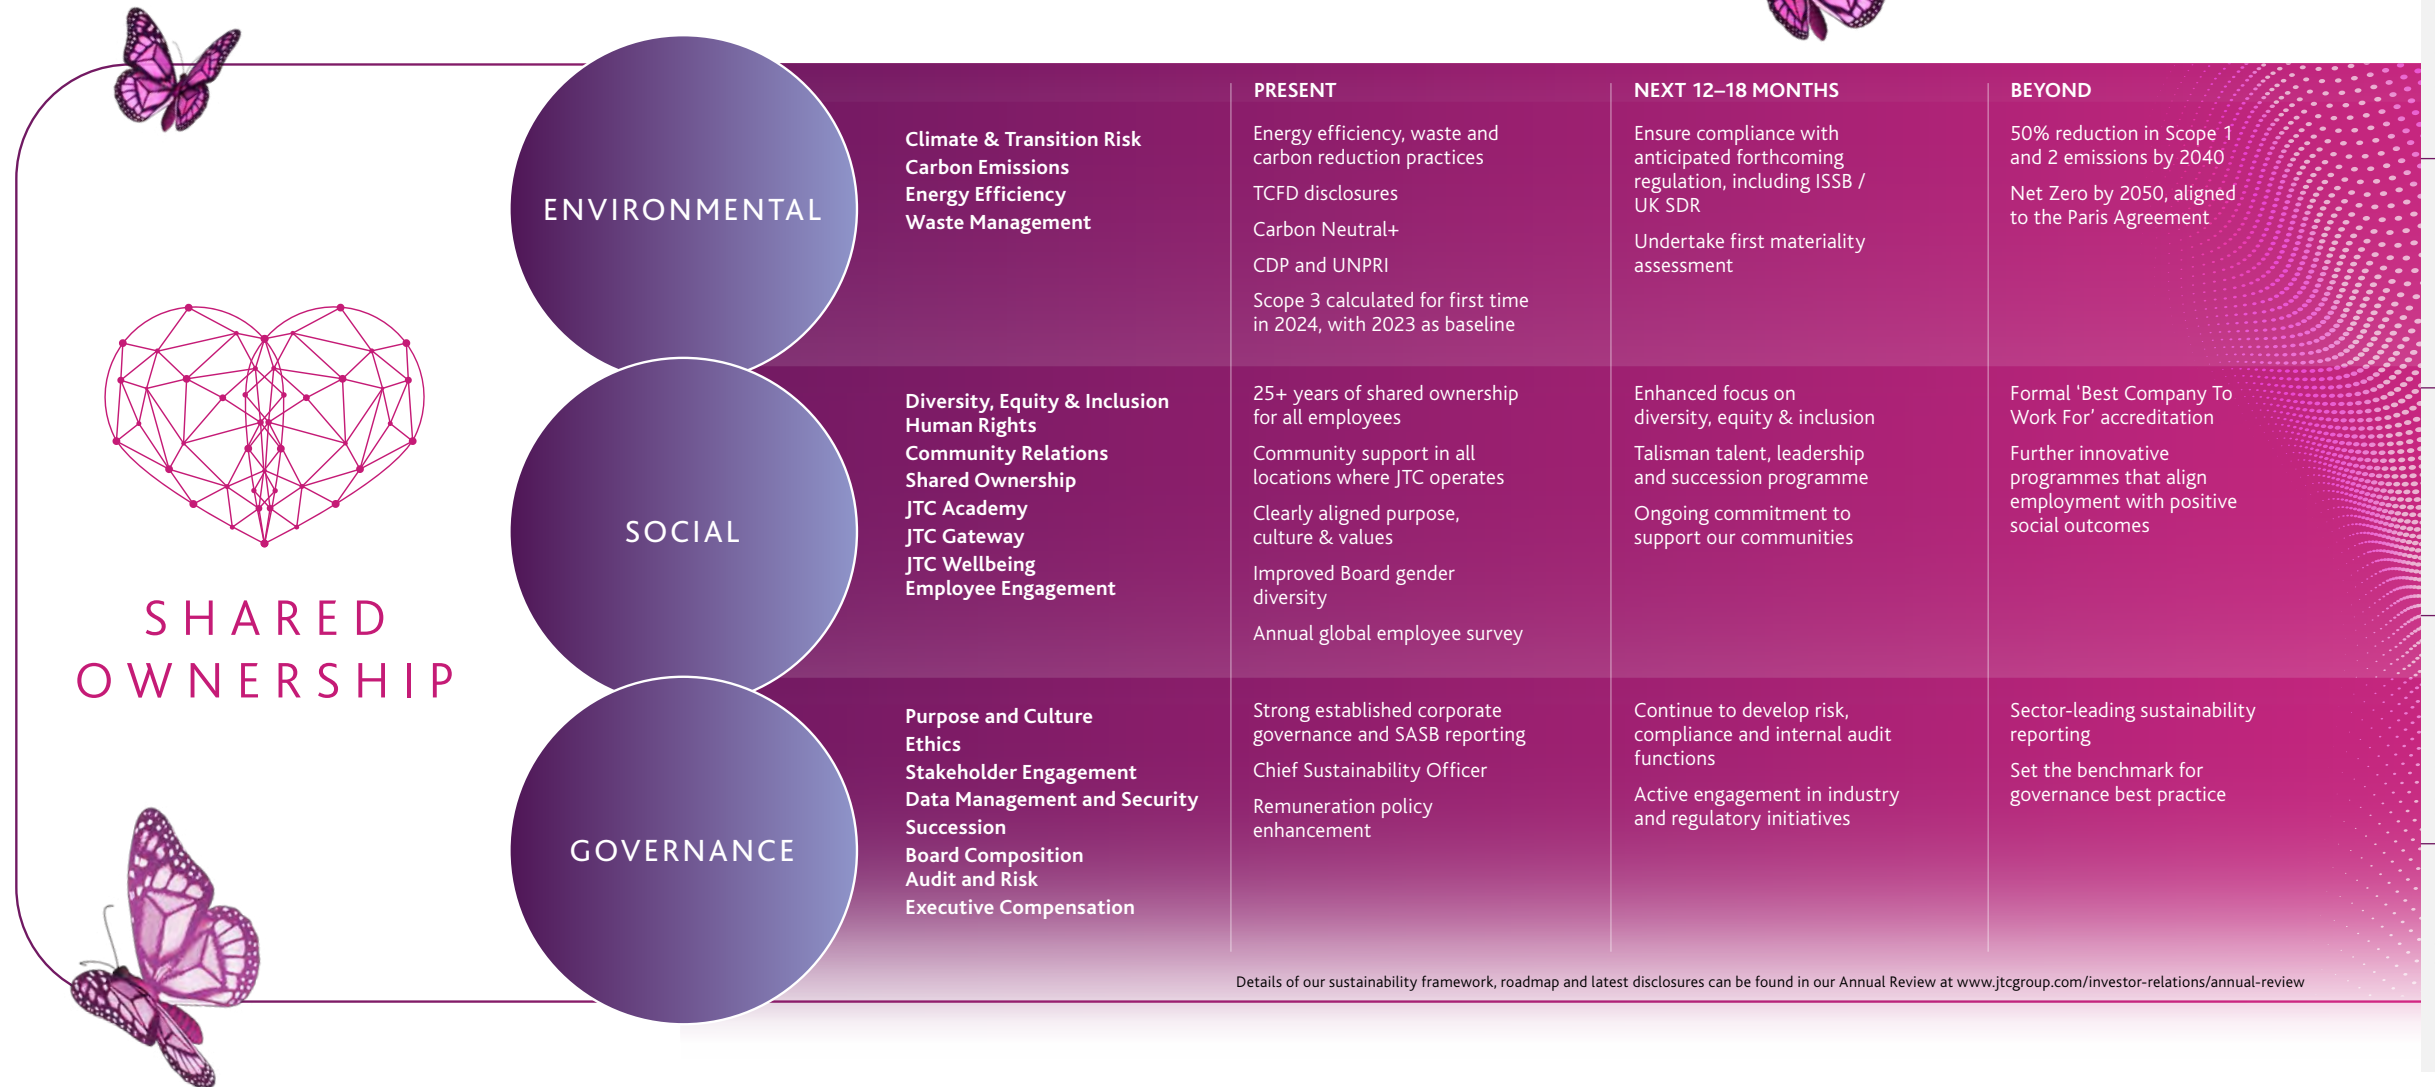 SHARED
OWNERSHIP
PRESENT
NEXT 12–18 MONTHS
BEYOND
ENVIRONMENTAL
Climate & Transition Risk
Carbon Emissions
Energy Efficiency
Waste Management
Energy efficiency, waste and
carbon reduction practices
TCFD disclosures
Carbon Neutral+
CDP and UNPRI
Scope 3 calculated for first time
in 2024, with 2023 as baseline
Ensure compliance with
anticipated forthcoming
regulation, including ISSB /
UK SDR
Undertake first materiality
assessment
50% reduction in Scope 1
and 2 emissions by 2040
Net Zero by 2050, aligned
to the Paris Agreement
SOCIAL
Diversity, Equity & Inclusion
Human Rights
Community Relations
Shared Ownership
JTC Academy
JTC Gateway
JTC Wellbeing
Employee Engagement
25+ years of shared ownership
for all employees
Community support in all
locations where JTC operates
Clearly aligned purpose,
culture & values
Improved Board gender
diversity
Annual global employee survey
Enhanced focus on
diversity, equity & inclusion
Talisman talent, leadership
and succession programme
Ongoing commitment to
support our communities
Formal ‘Best Company To
Work For’ accreditation
Further innovative
programmes that align
employment with positive
social outcomes
GOVERNANCE
Purpose and Culture
Ethics
Stakeholder Engagement
Data Management and Security
Succession
Board Composition
Audit and Risk
Executive Compensation
Strong established corporate
governance and SASB reporting
Chief Sustainability Officer
Remuneration policy
enhancement
Continue to develop risk,
compliance and internal audit
functions
Active engagement in industry
and regulatory initiatives
Sector-leading sustainability
reporting
Set the benchmark for
governance best practice
Details of our sustainability framework, roadmap and latest disclosures can be found in our Annual Review at www.jtcgroup.com/investor-relations/annual-review